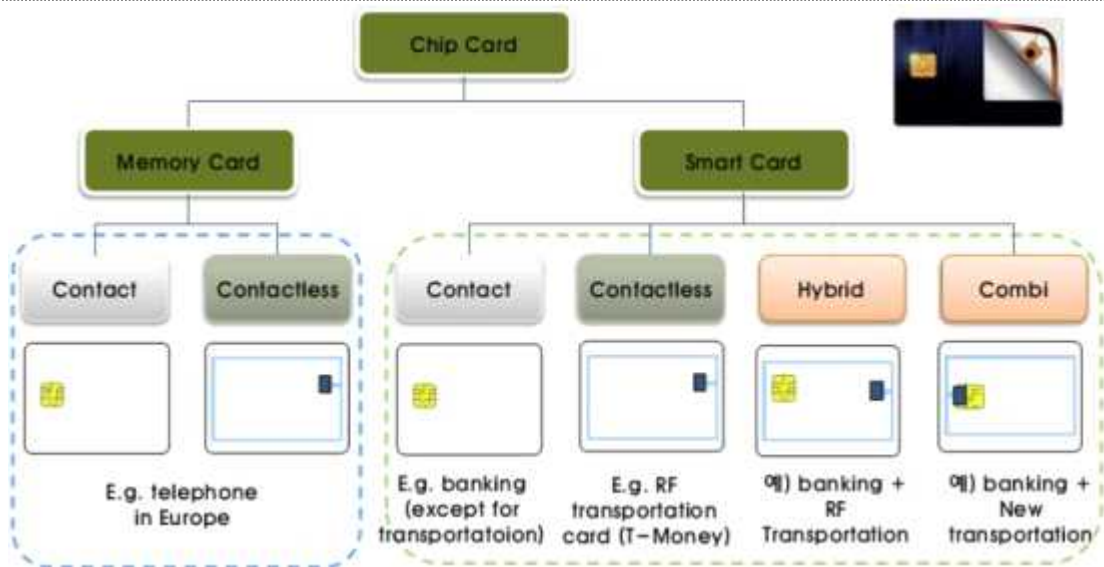 Chip Card
Memory Card
Smart Card
Contact
Contactless
Contact
Contactless
Hybrid
Combi
E.g. telephone
in Europe
E.g. banking
(except for
transportatoion)
E.g. RF
transportation
card (T-Money)
예) banking +
RF
Transportation
예) banking +
New
transportation